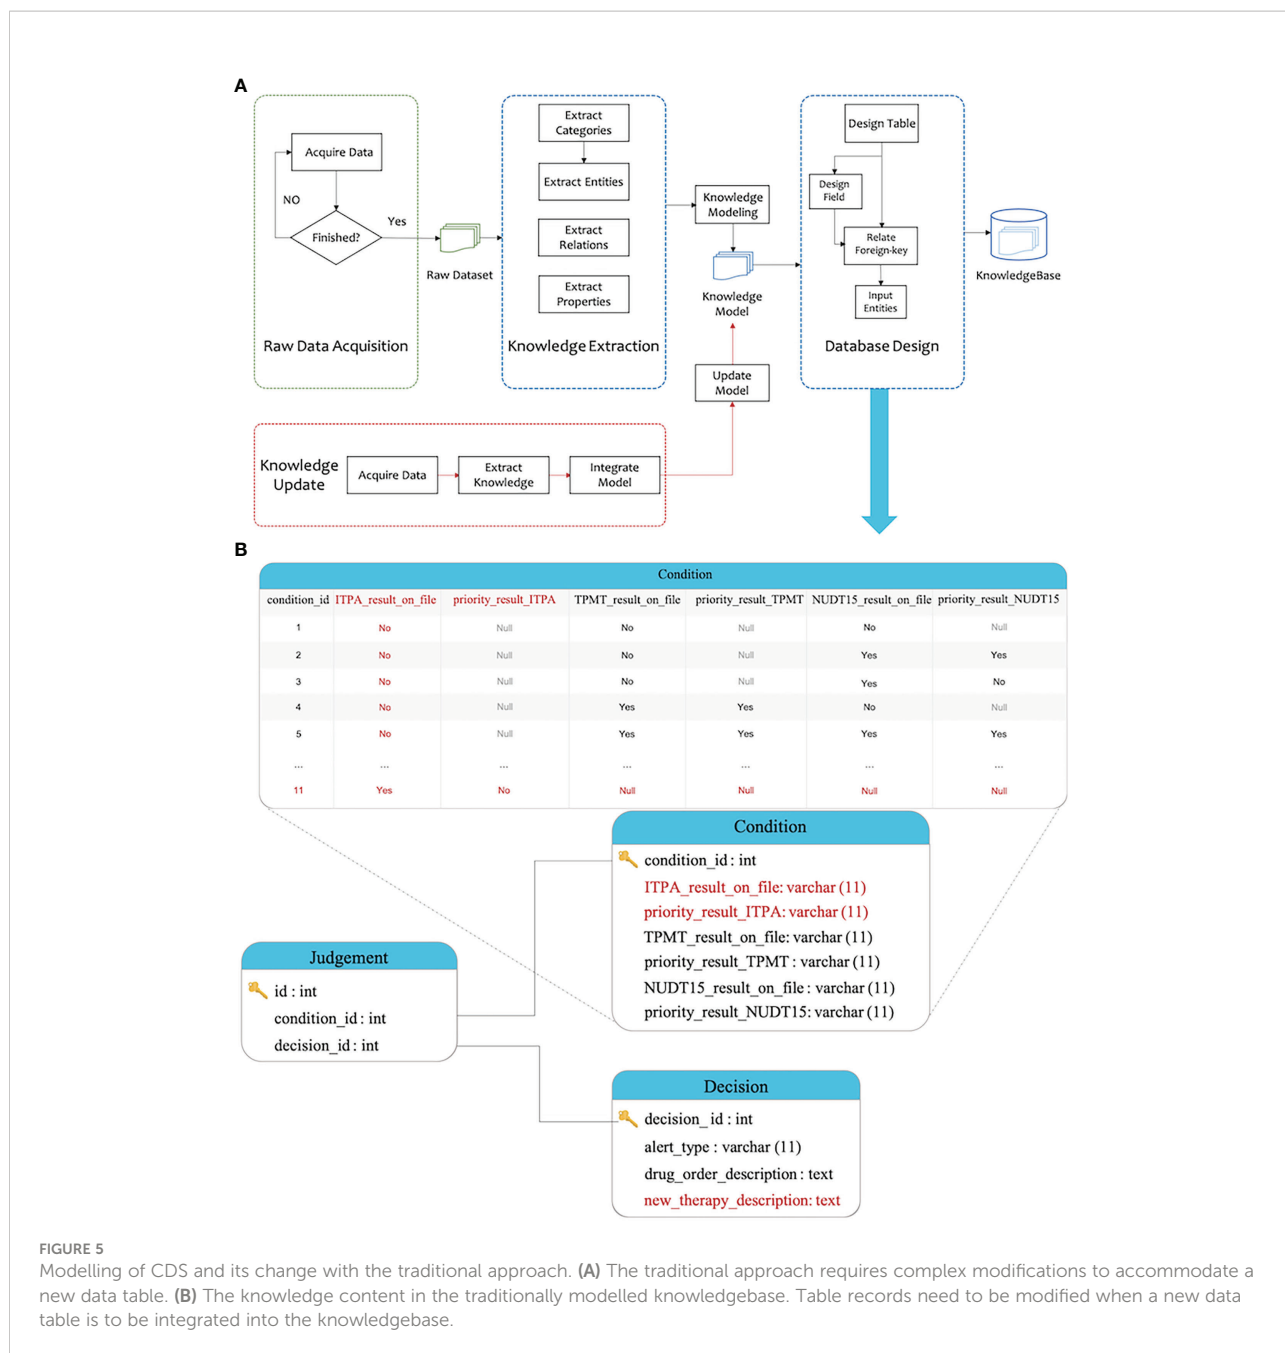 A
Acquire Data
NO
Finished?
Yes
Raw Dataset
Raw Data Acquisition
Extract
Categories
Extract Entities
Extract
Relations
Extract
Properties
Knowledge Extraction
Knowledge
Modeling
Knowledge
Model
Update
Model
Design Table
Design
Field
Relate
Foreign-key
Input
Entities
Database Design
KnowledgeBase
Knowledge
Update
Acquire Data
Extract
Knowledge
Integrate
Model
B
Condition
condition_id ITPA_result_on_file priority_result_ITPA TPMT_result_on_file priority_result_TPMT NUDT15_result_on_file priority_result_NUDT15
1 No Null No Null No Null
2 No Null No Null Yes Yes
3 No Null No Null Yes No
4 No Null Yes Yes No Null
5 No Null Yes Yes Yes Yes
... ... ... ... ... ... ...
11 Yes No Null Null Null Null
Condition
condition_id : int
ITPA_result_on_file: varchar (11)
priority_result_ITPA: varchar (11)
TPMT_result_on_file: varchar (11)
priority_result_TPMT : varchar (11)
NUDT15_result_on_file : varchar (11)
priority_result_NUDT15: varchar (11)
Judgement
id : int
condition_id : int
decision_id : int
Decision
decision_ id : int
alert_type : varchar (11)
drug_order_description : text
new_therapy_description: text
FIGURE 5
Modelling of CDS and its change with the traditional approach. (A) The traditional approach requires complex modifications to accommodate a
new data table. (B) The knowledge content in the traditionally modelled knowledgebase. Table records need to be modified when a new data
table is to be integrated into the knowledgebase.